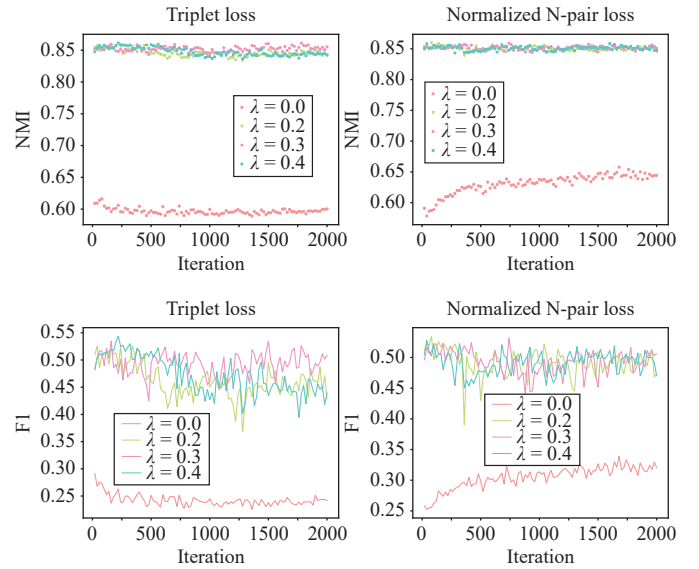 Triplet loss
0.85
0.80
0.75
0.70
0.65
0.60
NMI
λ = 0.0
λ = 0.2
λ = 0.3
λ = 0.4
0 500 1000 1250 1500 2000
Iteration
Normalized N-pair loss
0.85
0.80
0.75
0.70
0.65
0.60
NMI
λ = 0.0
λ = 0.2
λ = 0.3
λ = 0.4
0 500 1000 1250 1500 2000
Iteration
Triplet loss
0.55
0.50
0.45
0.40
0.35
0.30
0.25
F1
λ = 0.0
λ = 0.2
λ = 0.3
λ = 0.4
0 500 1000 1250 1500 2000
Iteration
Normalized N-pair loss
0.50
0.45
0.40
0.35
0.30
0.25
F1
λ = 0.0
λ = 0.2
λ = 0.3
λ = 0.4
0 500 1000 1250 1500 2000
Iteration